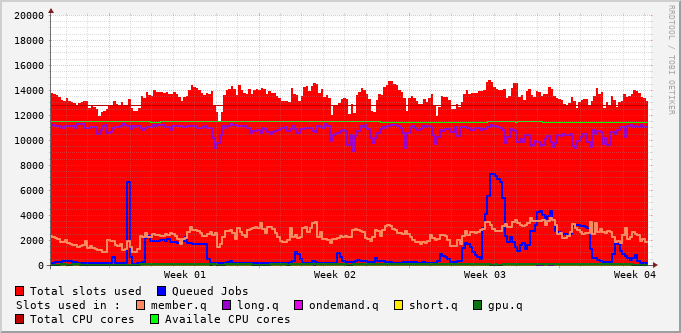 20000
18000
16000
14000
12000
10000
8000
6000
4000
2000
0
Week 01 Week 02 Week 03 Week 04
RRDTOOL / TOBI OETIKER
Total slots used Queued Jobs
Slots used in : member.q long.q ondemand.q short.q gpu.q
Total CPU cores Availale CPU cores